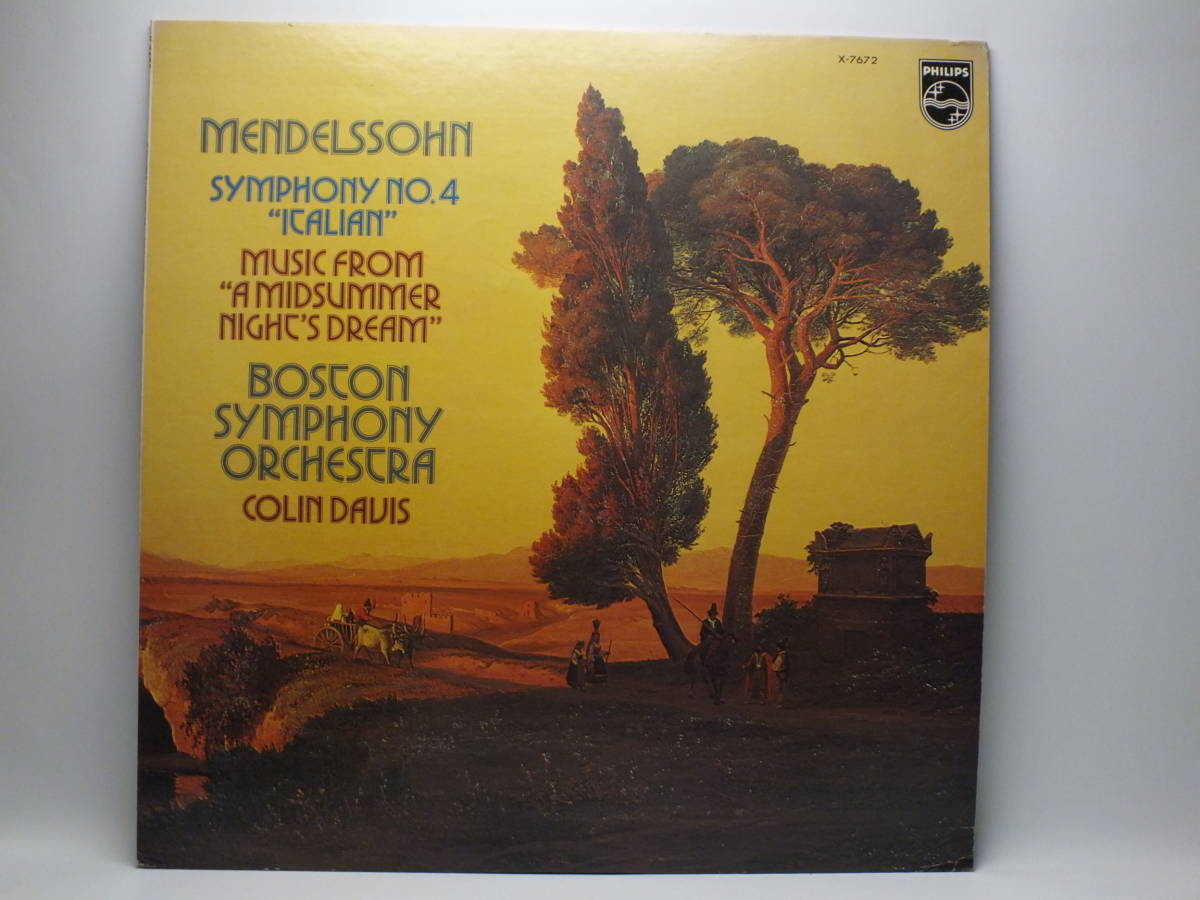 X-7672
PHILIPS
MENDELSSOHN
SYMPHONY NO.4
"ITALIAN"
MUSIC FROM
"A MIDSUMMER
NIGHT'S DREAM"
BOSTON
SYMPHONY
ORCHESTRA
COLIN DAVIS